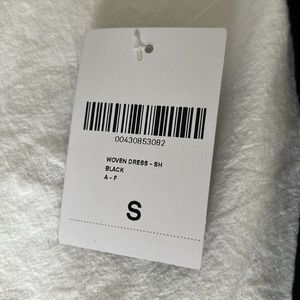 00430853082
WOVEN DRESS - SH
BLACK
A - F
S